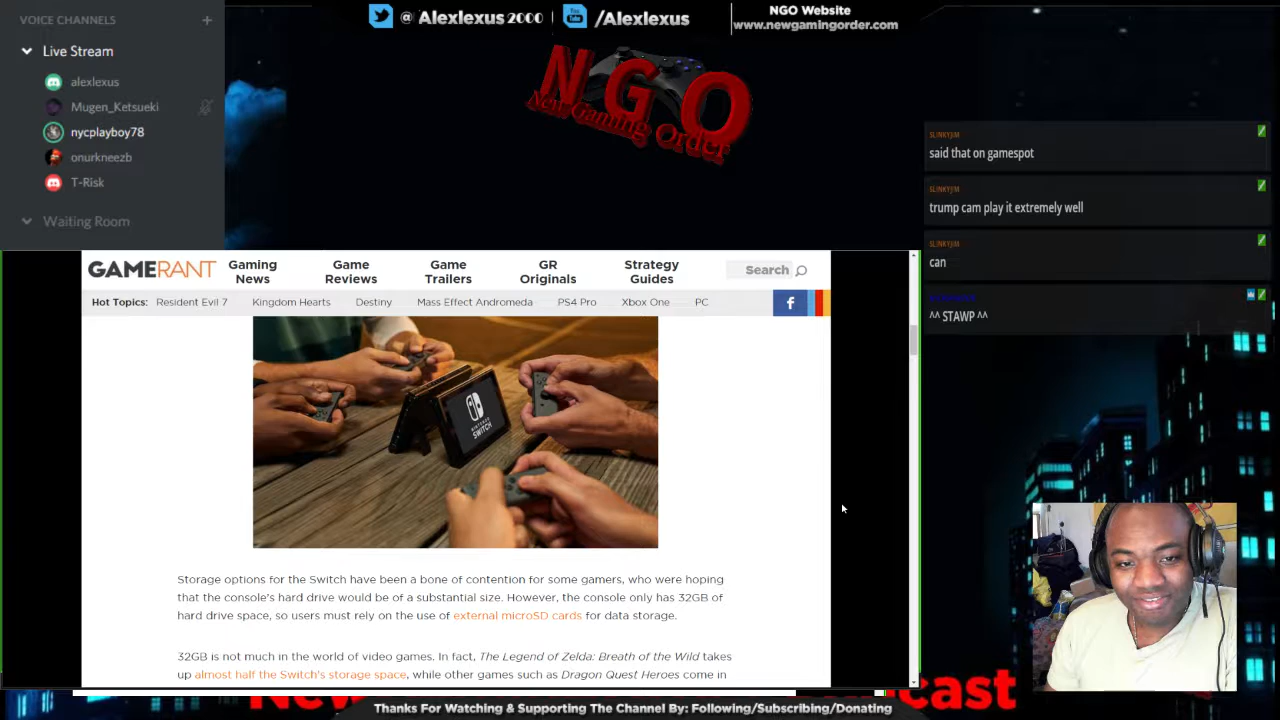 VOICE CHANNELS +
Live Stream
alexlexus
Mugen_Ketsueki
nycplayboy78
onurkneezb
T-Risk
Waiting Room
@ Alexlexus 2000
You Tube
/Alexlexus
NGO Website
www.newgamingorder.com
NGO
New Gaming Order
GAMERANT
Gaming News
Game Reviews
Game Trailers
GR Originals
Strategy Guides
Search
Hot Topics: Resident Evil 7 Kingdom Hearts Destiny Mass Effect Andromeda PS4 Pro Xbox One PC
f
NINTENDO SWITCH
Storage options for the Switch have been a bone of contention for some gamers, who were hoping
that the console's hard drive would be of a substantial size. However, the console only has 32GB of
hard drive space, so users must rely on the use of external microSD cards for data storage.
32GB is not much in the world of video games. In fact, The Legend of Zelda: Breath of the Wild takes
up almost half the Switch's storage space, while other games such as Dragon Quest Heroes come in
SLINKYJIM
said that on gamespot
SLINKYJIM
trump cam play it extremely well
SLINKYJIM
can
^^ STAWP ^^
Thanks For Watching & Supporting The Channel By: Following/Subscribing/Donating